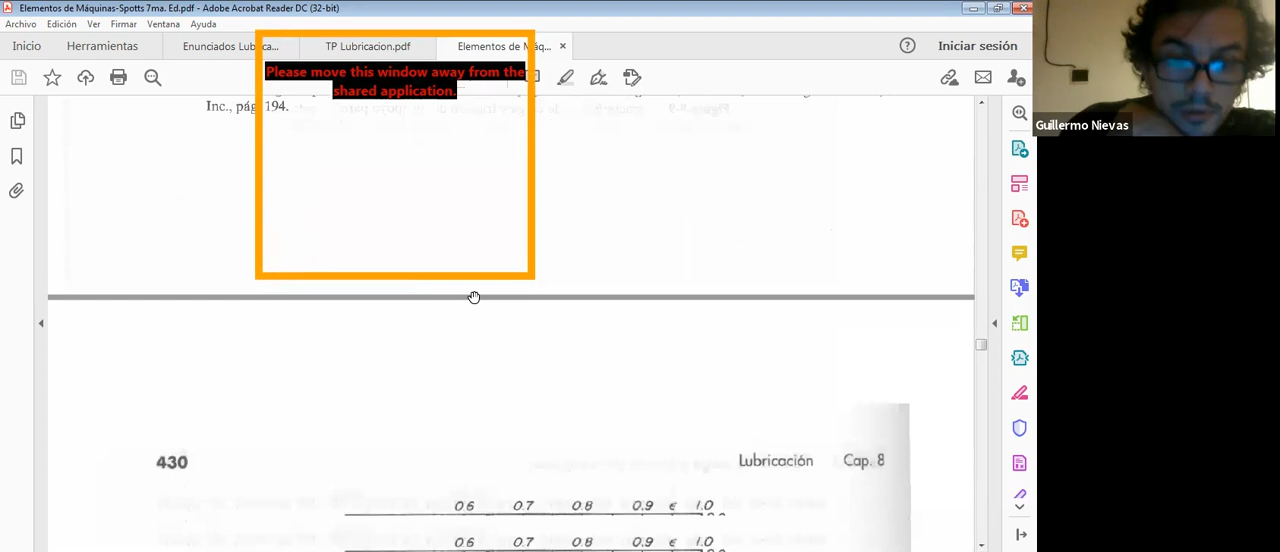 Elementos de Máquinas-Spotts 7ma. Ed.pdf - Adobe Acrobat Reader DC (32-bit)
Archivo Edición Ver Firmar Ventana Ayuda
Inicio Herramientas Enunciados Lubrica... TP Lubricacion.pdf Elementos de Máq... Iniciar sesión
Please move this window away from the
shared application.
Inc., pág 194.
Guillermo Nievas
430 Lubricación Cap. 8
0.6 0.7 0.8 0.9 ϵ 1.0
0.6 0.7 0.8 0.9 ϵ 1.0